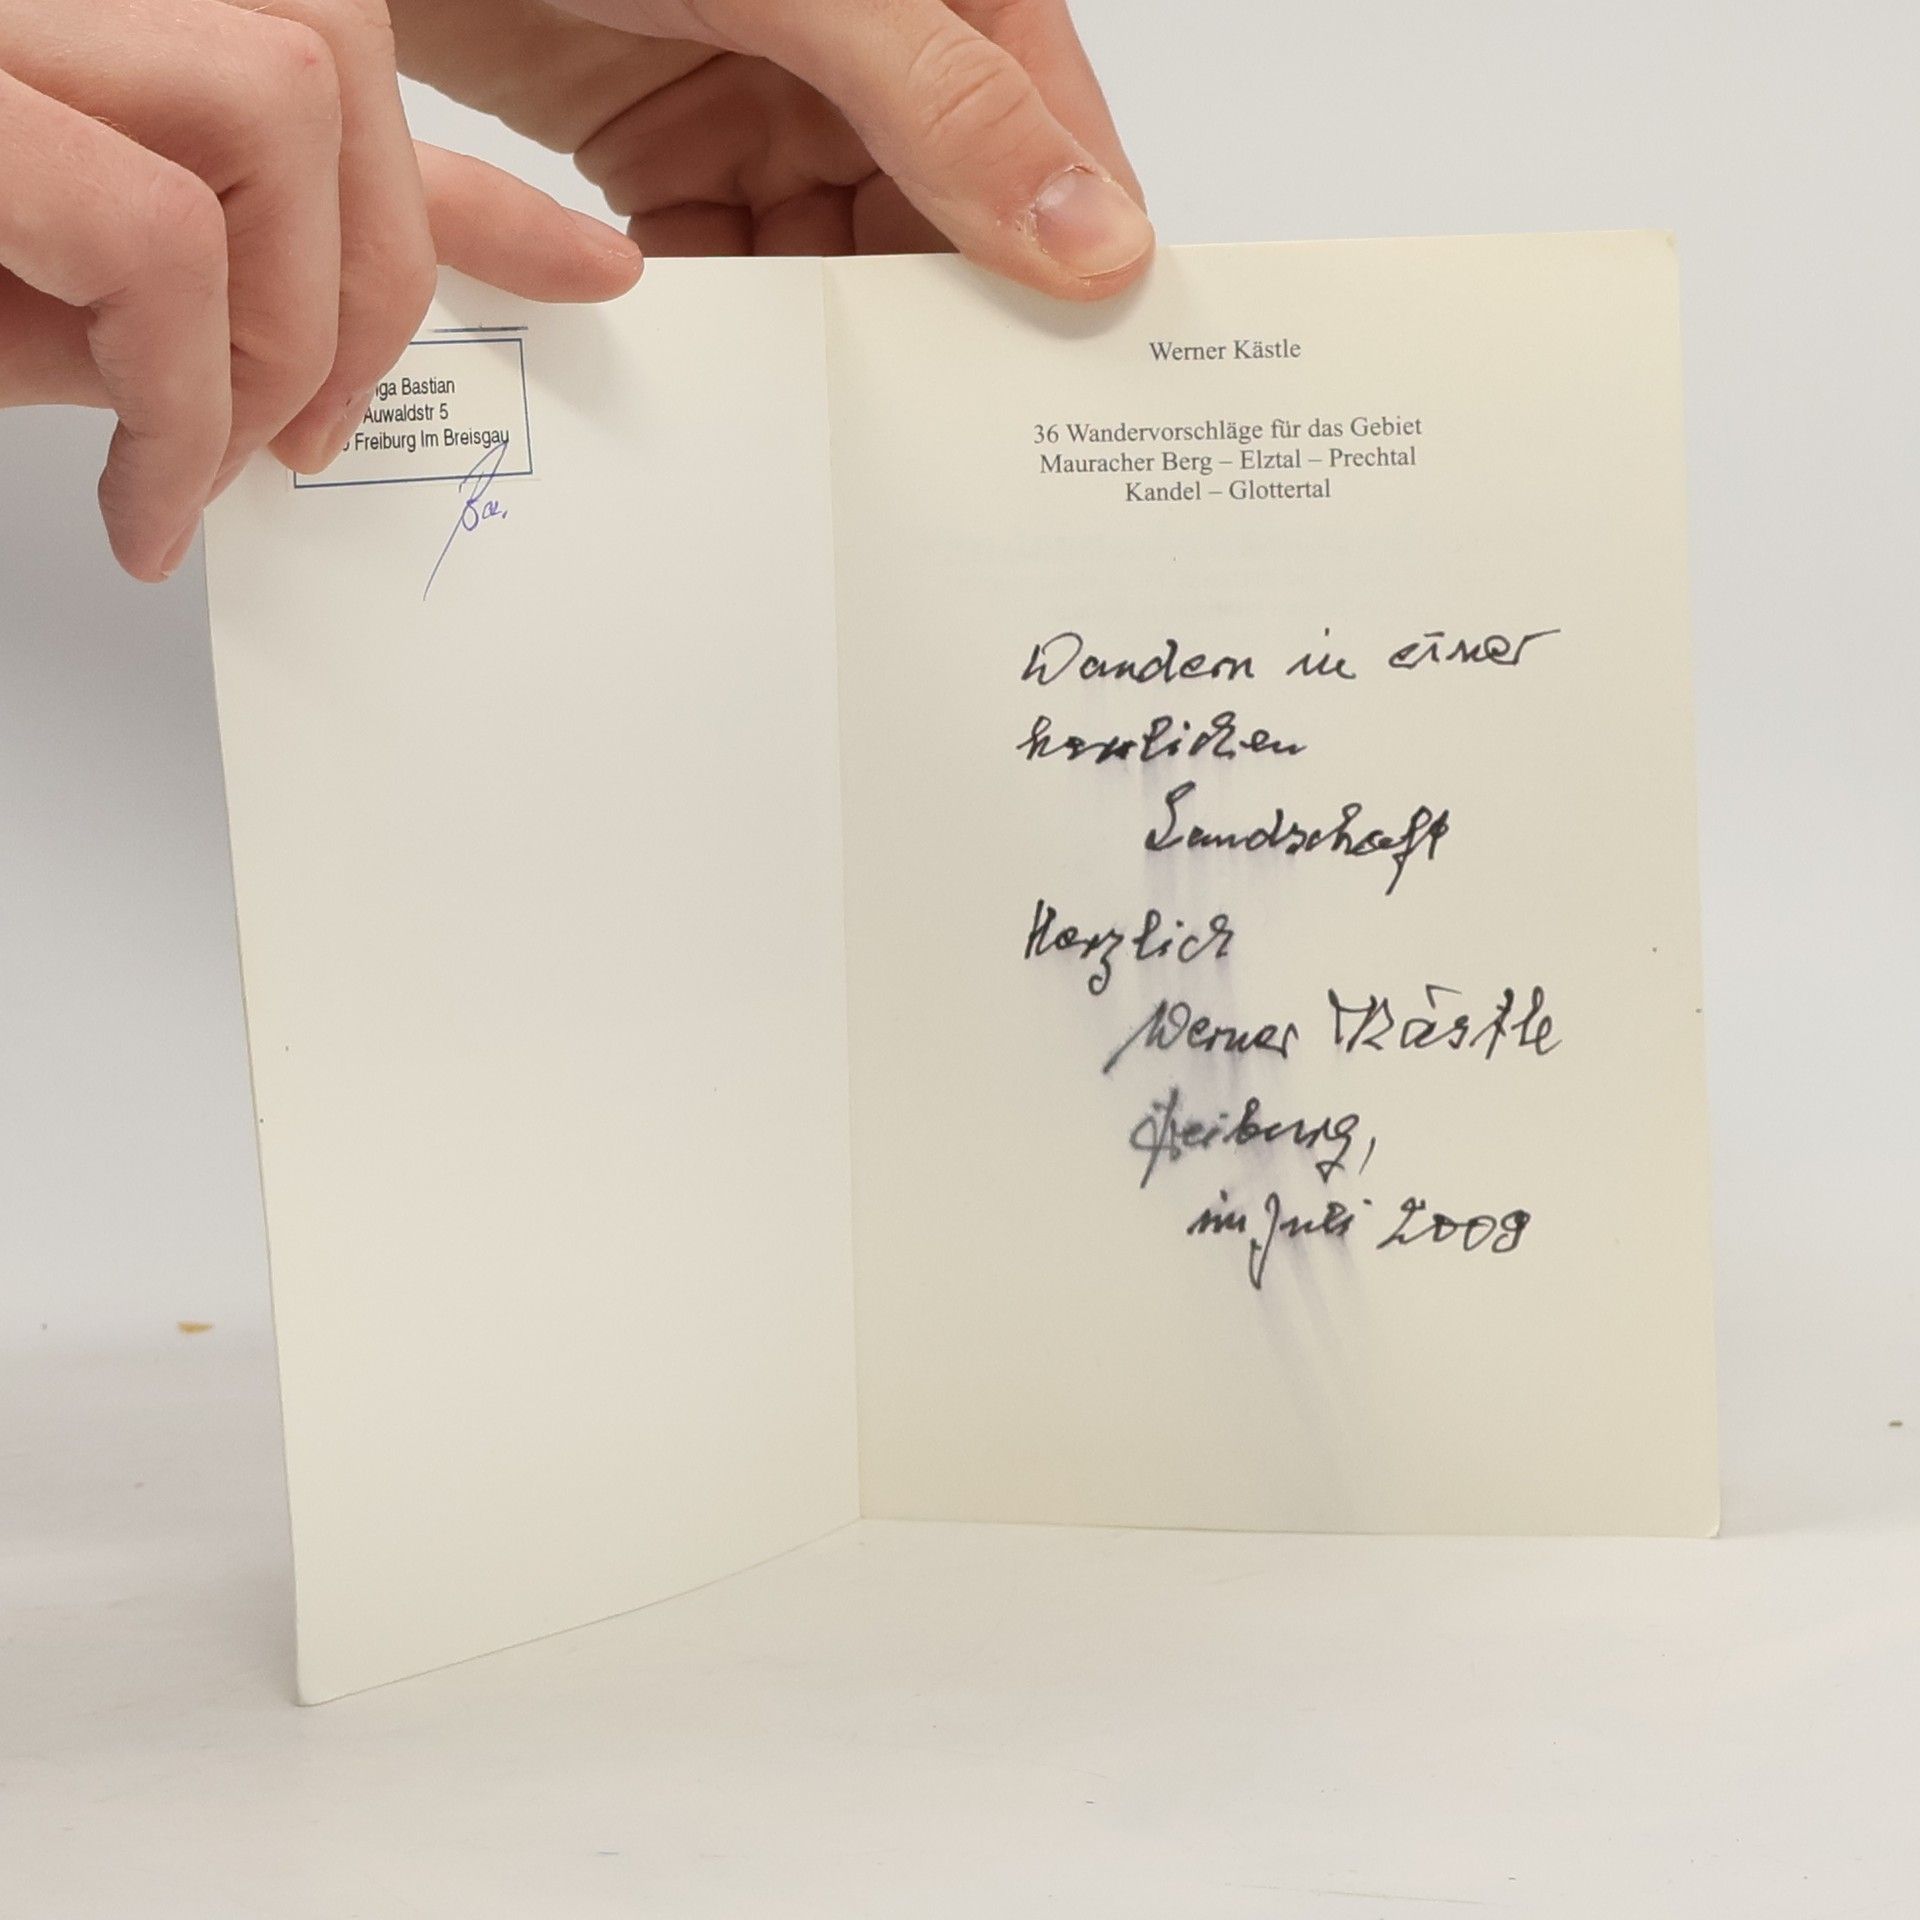 Bastian
Auwaldstr 5
Freiburg Im Breisgau
Werner Kästle
36 Wandervorschläge für das Gebiet
Mauracher Berg – Elztal – Prechtal
Kandel – Glottertal
Wandern in einer
herrlichen
Landschaft
Herzlich
Werner Kästle
Freiburg,
im Juli 2009